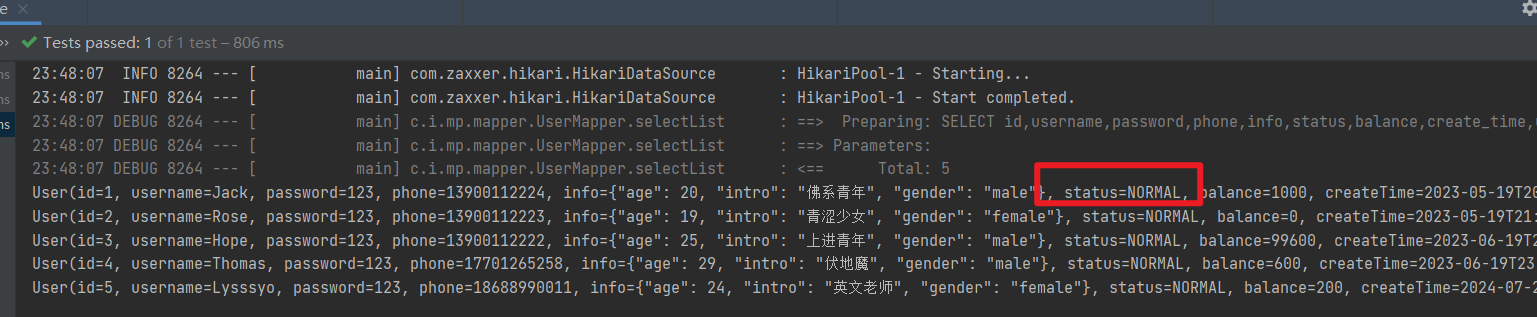 e ×
>> Tests passed: 1 of 1 test – 806 ms
ms 23:48:07  INFO 8264 --- [           main] com.zaxxer.hikari.HikariDataSource       : HikariPool-1 - Starting...
ms 23:48:07  INFO 8264 --- [           main] com.zaxxer.hikari.HikariDataSource       : HikariPool-1 - Start completed.
ms 23:48:07 DEBUG 8264 --- [           main] c.i.mp.mapper.UserMapper.selectList      : ==>  Preparing: SELECT id,username,password,phone,info,status,balance,create_time,
23:48:07 DEBUG 8264 --- [           main] c.i.mp.mapper.UserMapper.selectList      : ==> Parameters:
23:48:07 DEBUG 8264 --- [           main] c.i.mp.mapper.UserMapper.selectList      : <==      Total: 5
User(id=1, username=Jack, password=123, phone=13900112224, info={"age": 20, "intro": "佛系青年", "gender": "male"}, status=NORMAL, balance=1000, createTime=2023-05-19T20
User(id=2, username=Rose, password=123, phone=13900112223, info={"age": 19, "intro": "青涩少女", "gender": "female"}, status=NORMAL, balance=0, createTime=2023-05-19T21:
User(id=3, username=Hope, password=123, phone=13900112222, info={"age": 25, "intro": "上进青年", "gender": "male"}, status=NORMAL, balance=99600, createTime=2023-06-19T2
User(id=4, username=Thomas, password=123, phone=17701265258, info={"age": 29, "intro": "伏地魔", "gender": "male"}, status=NORMAL, balance=600, createTime=2023-06-19T23
User(id=5, username=Lysssyo, password=123, phone=18688990011, info={"age": 24, "intro": "英文老师", "gender": "female"}, status=NORMAL, balance=200, createTime=2024-07-2